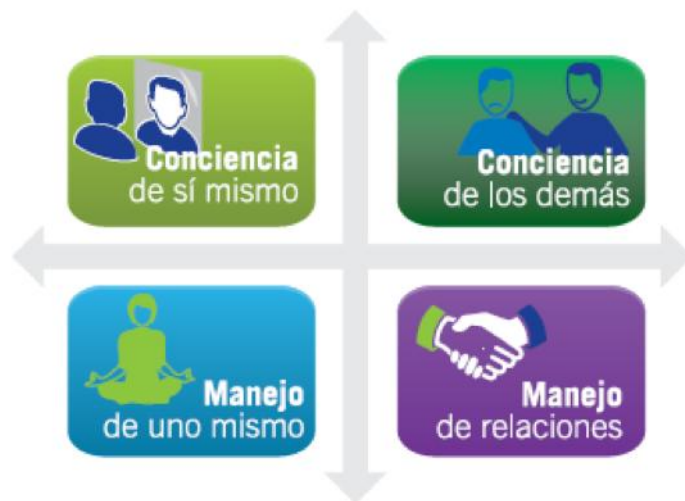 Conciencia
de sí mismo
Conciencia
de los demás
Manejo
de uno mismo
Manejo
de relaciones